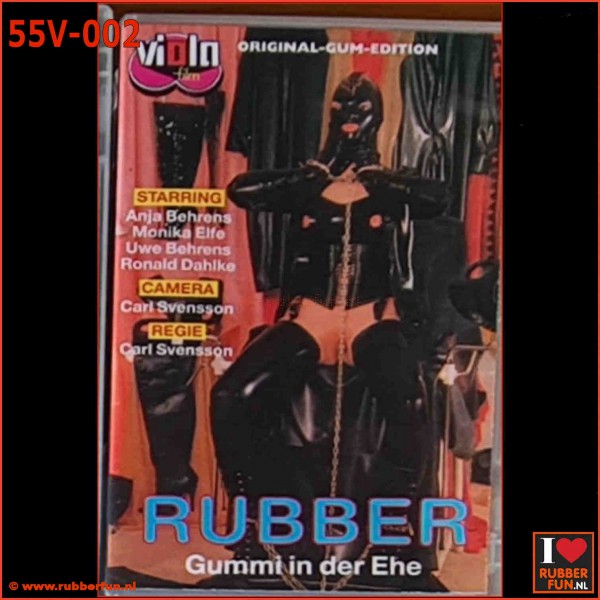 55V-002
viola
film
ORIGINAL-GUM-EDITION
STARRING
Anja Behrens
Monika Elfe
Uwe Behrens
Ronald Dahlke
CAMERA
Carl Svensson
REGIE
Carl Svensson
RUBBER
Gummi in der Ehe
© www.rubberfun.nl
I
RUBBER
FUN.NL